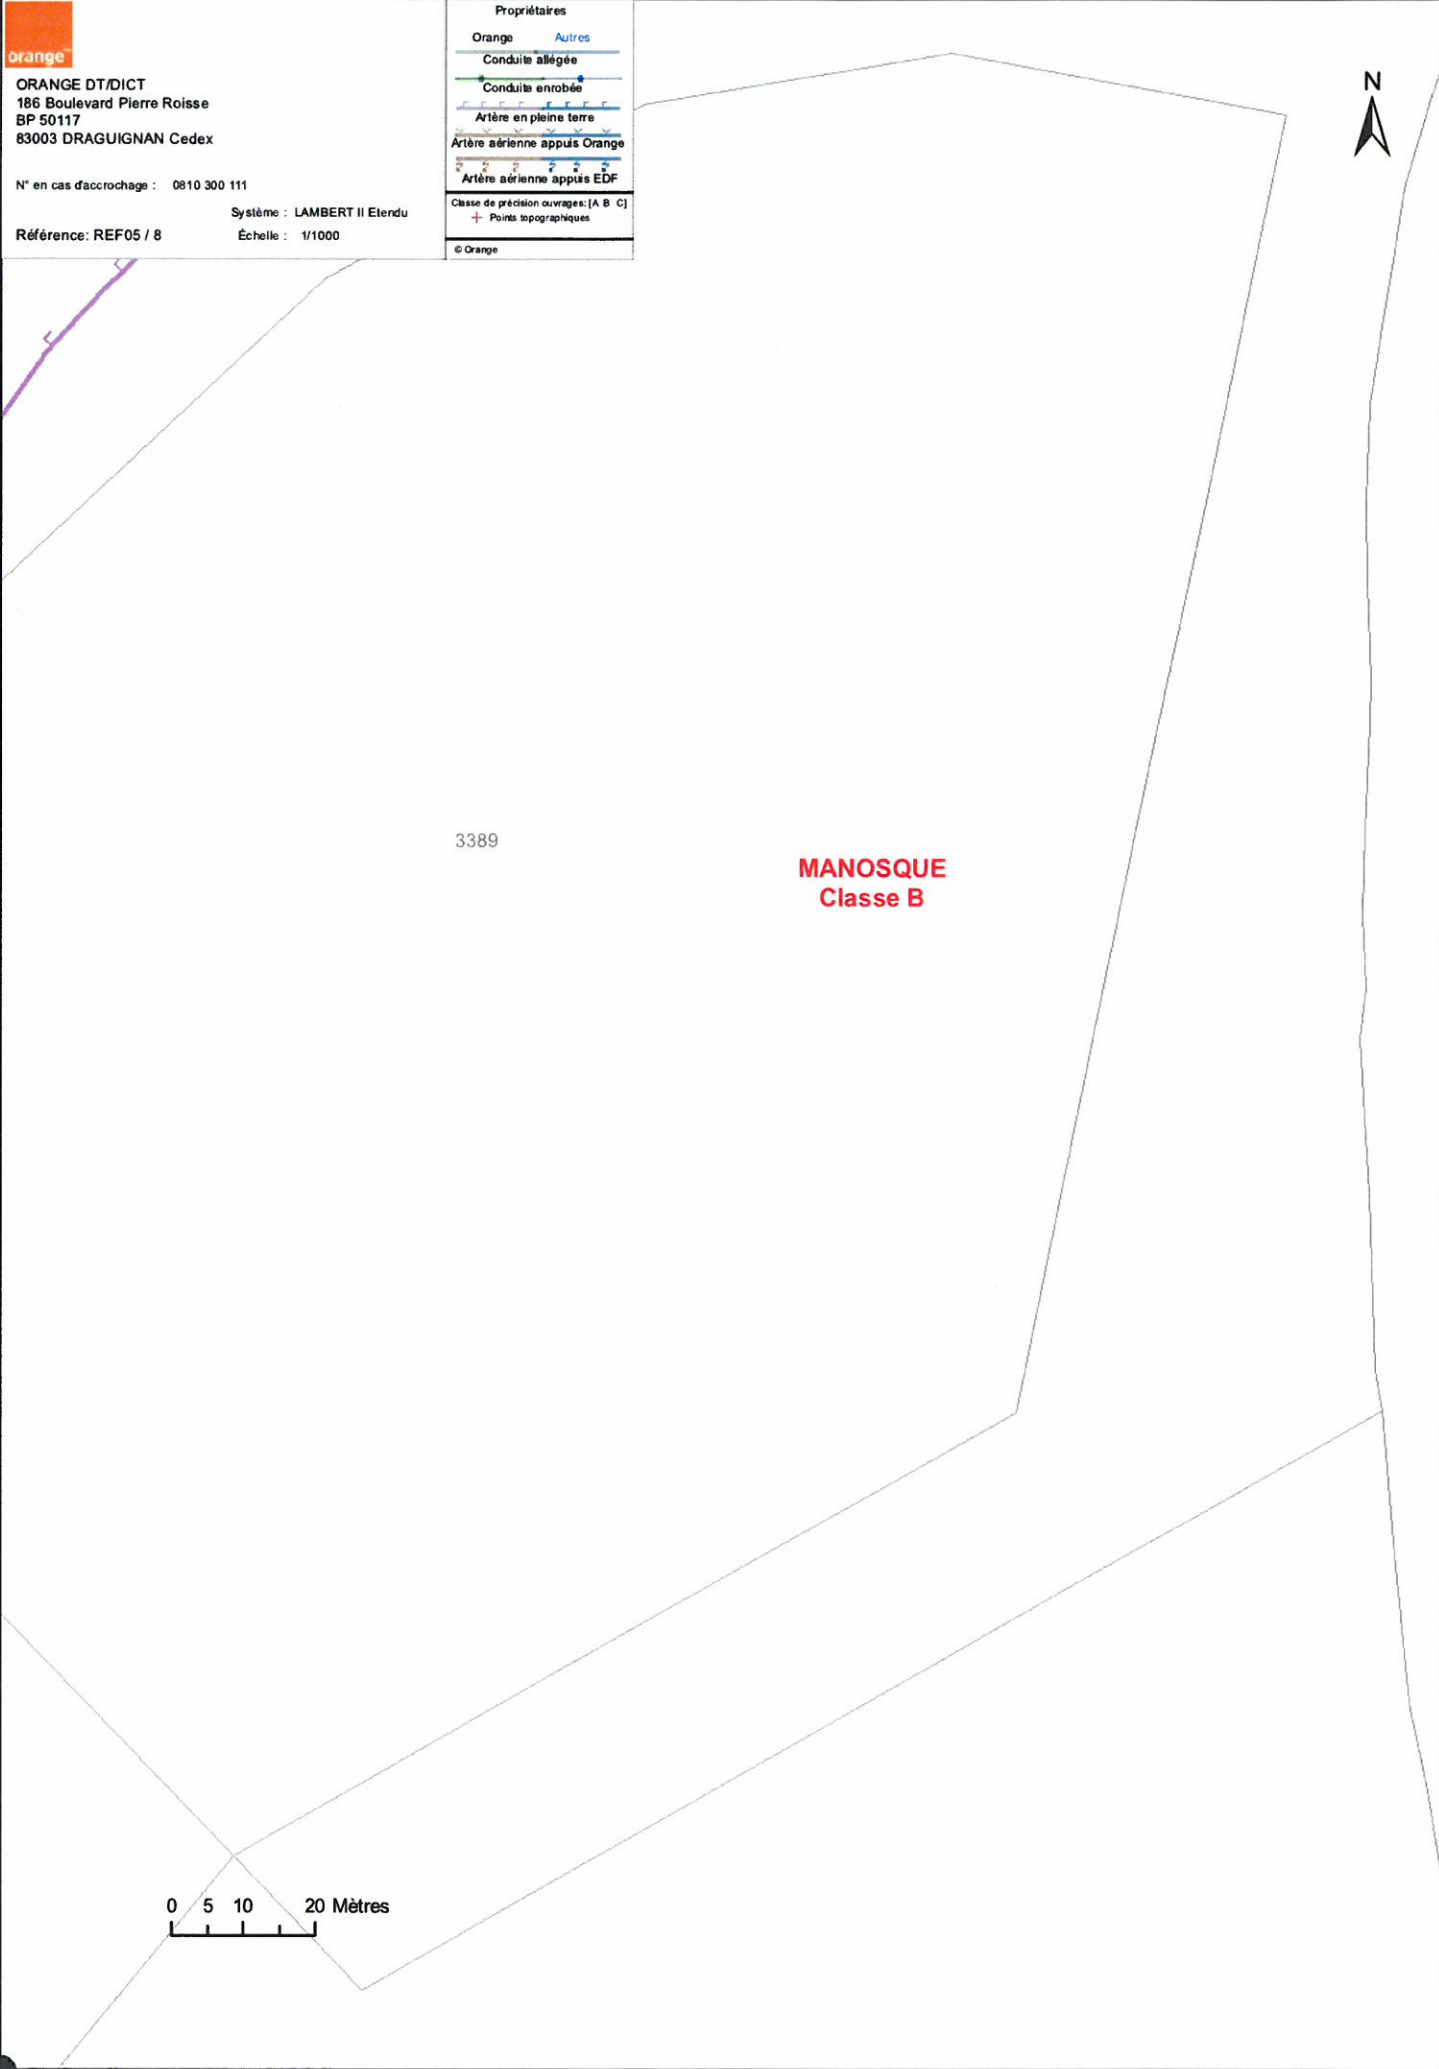 orange™
ORANGE DT/DICT
186 Boulevard Pierre Roisse
BP 50117
83003 DRAGUIGNAN Cedex
N° en cas d'accrochage : 0810 300 111
Système : LAMBERT II Etendu
Référence: REF05 / 8
Échelle : 1/1000
Propriétaires
Orange Autres
Conduite allégée
Conduite enrobée
Artère en pleine terre
Artère aérienne appuis Orange
Artère aérienne appuis EDF
Classe de précision ouvrages: [A B C]
Points topographiques
© Orange
N
3389
MANOSQUE
Classe B
0 5 10 20 Mètres